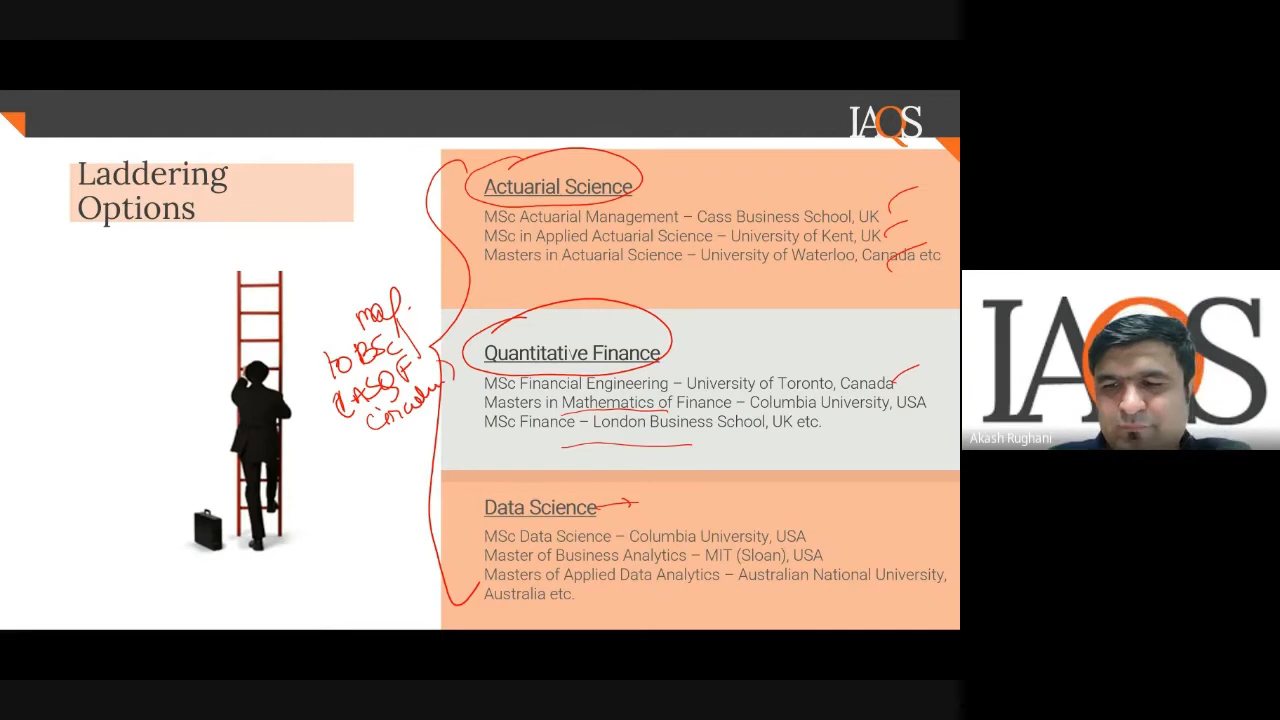 IAQS
Laddering
Options
Actuarial Science
MSc Actuarial Management – Cass Business School, UK
MSc in Applied Actuarial Science – University of Kent, UK
Masters in Actuarial Science – University of Waterloo, Canada etc
map
to BSc
Quantitative Finance
MSc Financial Engineering – University of Toronto, Canada
Masters in Mathematics of Finance – Columbia University, USA
MSc Finance – London Business School, UK etc.
Data Science
MSc Data Science – Columbia University, USA
Master of Business Analytics – MIT (Sloan), USA
Masters of Applied Data Analytics – Australian National University,
Australia etc.
IAQS
Akash Rughani